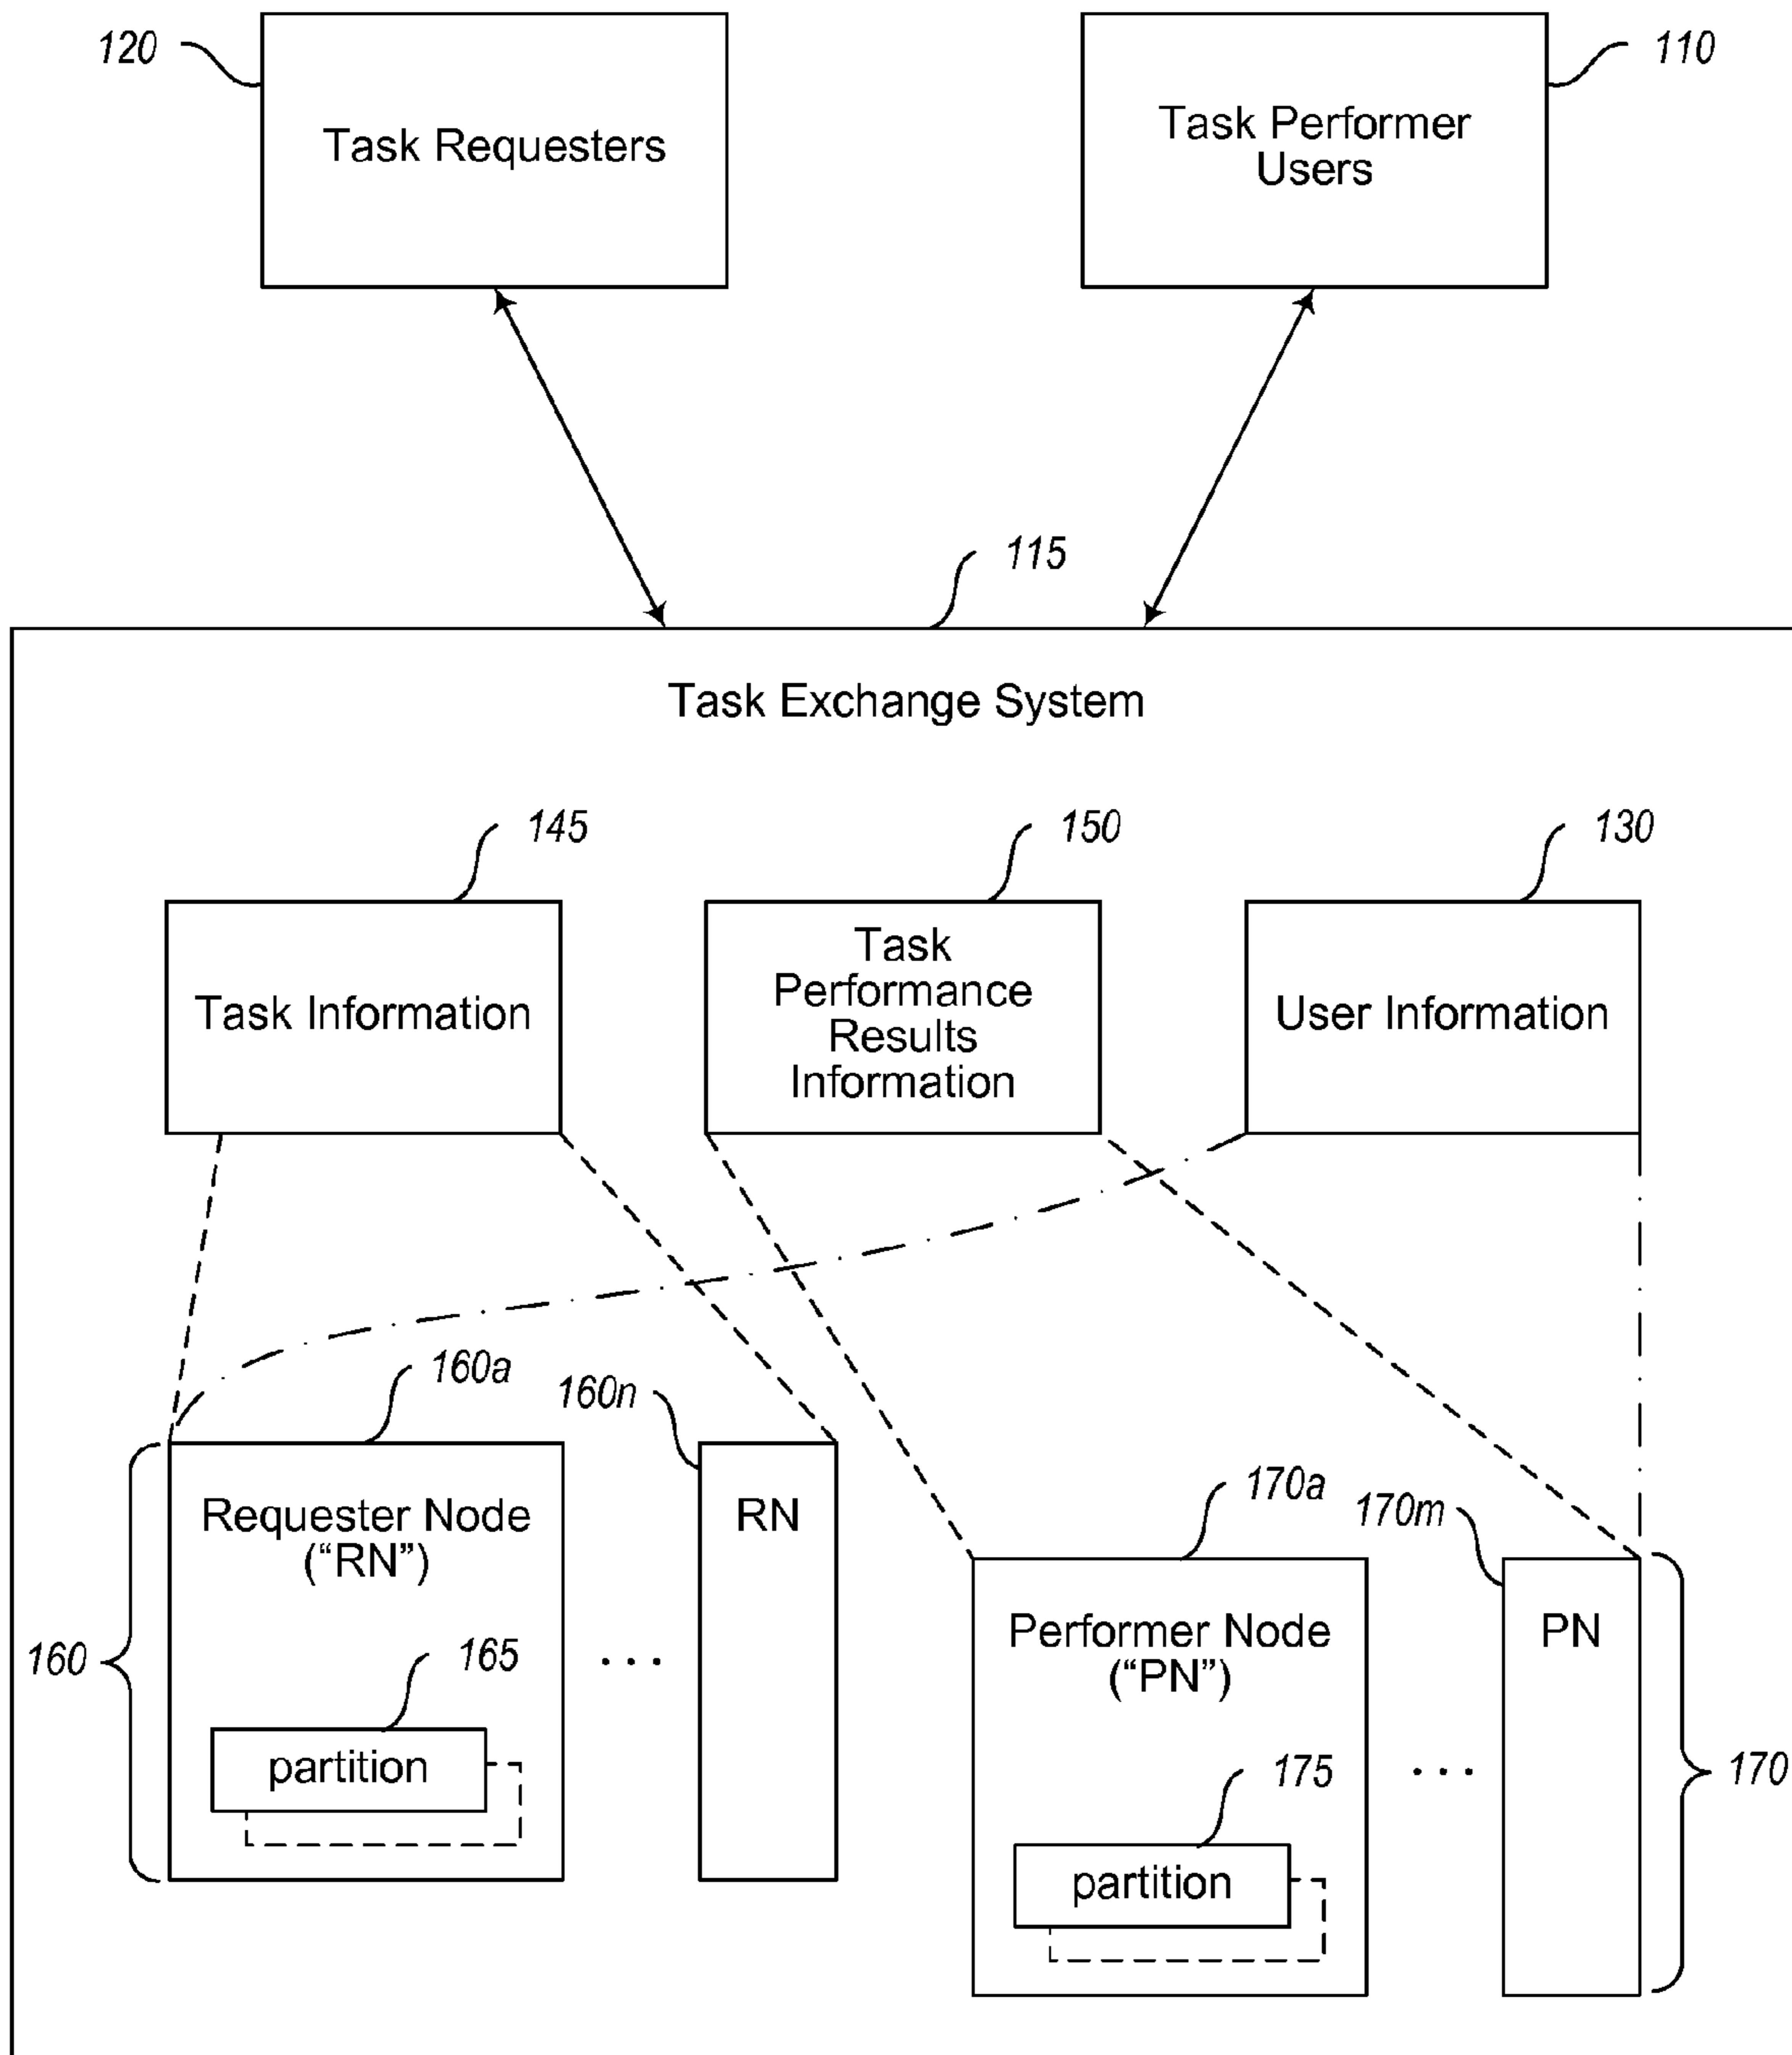 120
110
Task Requesters
Task Performer
Users
115
Task Exchange System
145
150
130
Task Information
Task
Performance
Results
Information
User Information
160a
160n
170a
170m
Requester Node
("RN")
RN
Performer Node
("PN")
PN
160
165
...
partition
170
175
...
partition